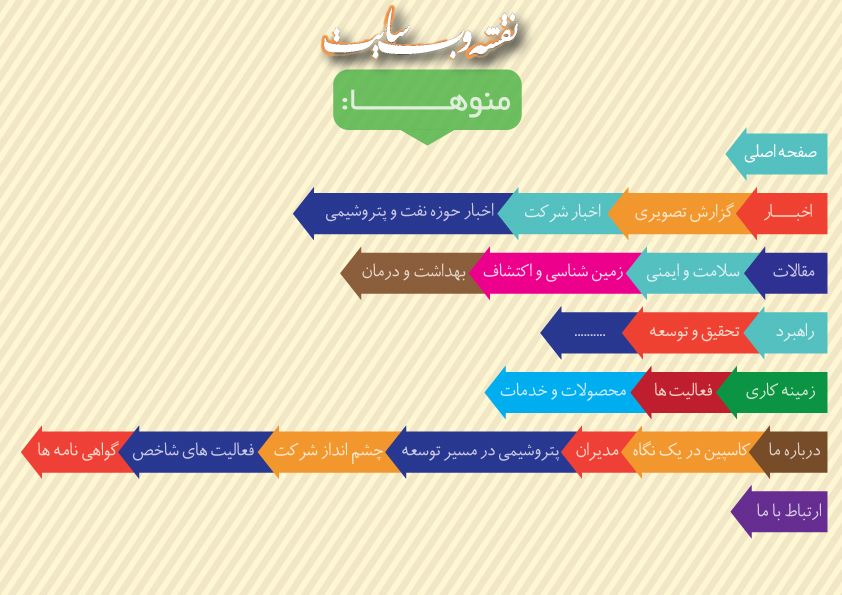 نقشه وب سایت
منوهـــــــــــا:
صفحه اصلی
اخبـــــار گزارش تصویری اخبار شرکت اخبار حوزه نفت و پتروشیمی
مقالات سلامت و ایمنی زمین شناسی و اکتشاف بهداشت و درمان
راهبرد تحقیق و توسعه ..........
زمینه کاری فعالیت ها محصولات و خدمات
درباره ما کاسپین در یک نگاه مدیران پتروشیمی در مسیر توسعه چشم انداز شرکت فعالیت های شاخص گواهی نامه ها
ارتباط با ما